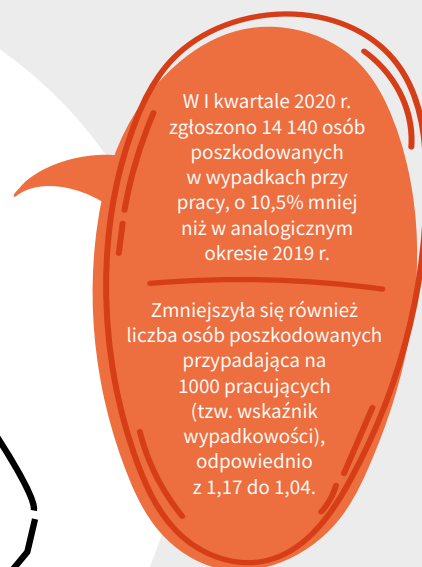 W I kwartale 2020 r.
zgłoszono 14 140 osób
poszkodowanych
w wypadkach przy
pracy, o 10,5% mniej
niż w analogicznym
okresie 2019 r.
Zmniejszyła się również
liczba osób poszkodowanych
przypadająca na
1000 pracujących
(tzw. wskaźnik
wypadkowości),
odpowiednio
z 1,17 do 1,04.